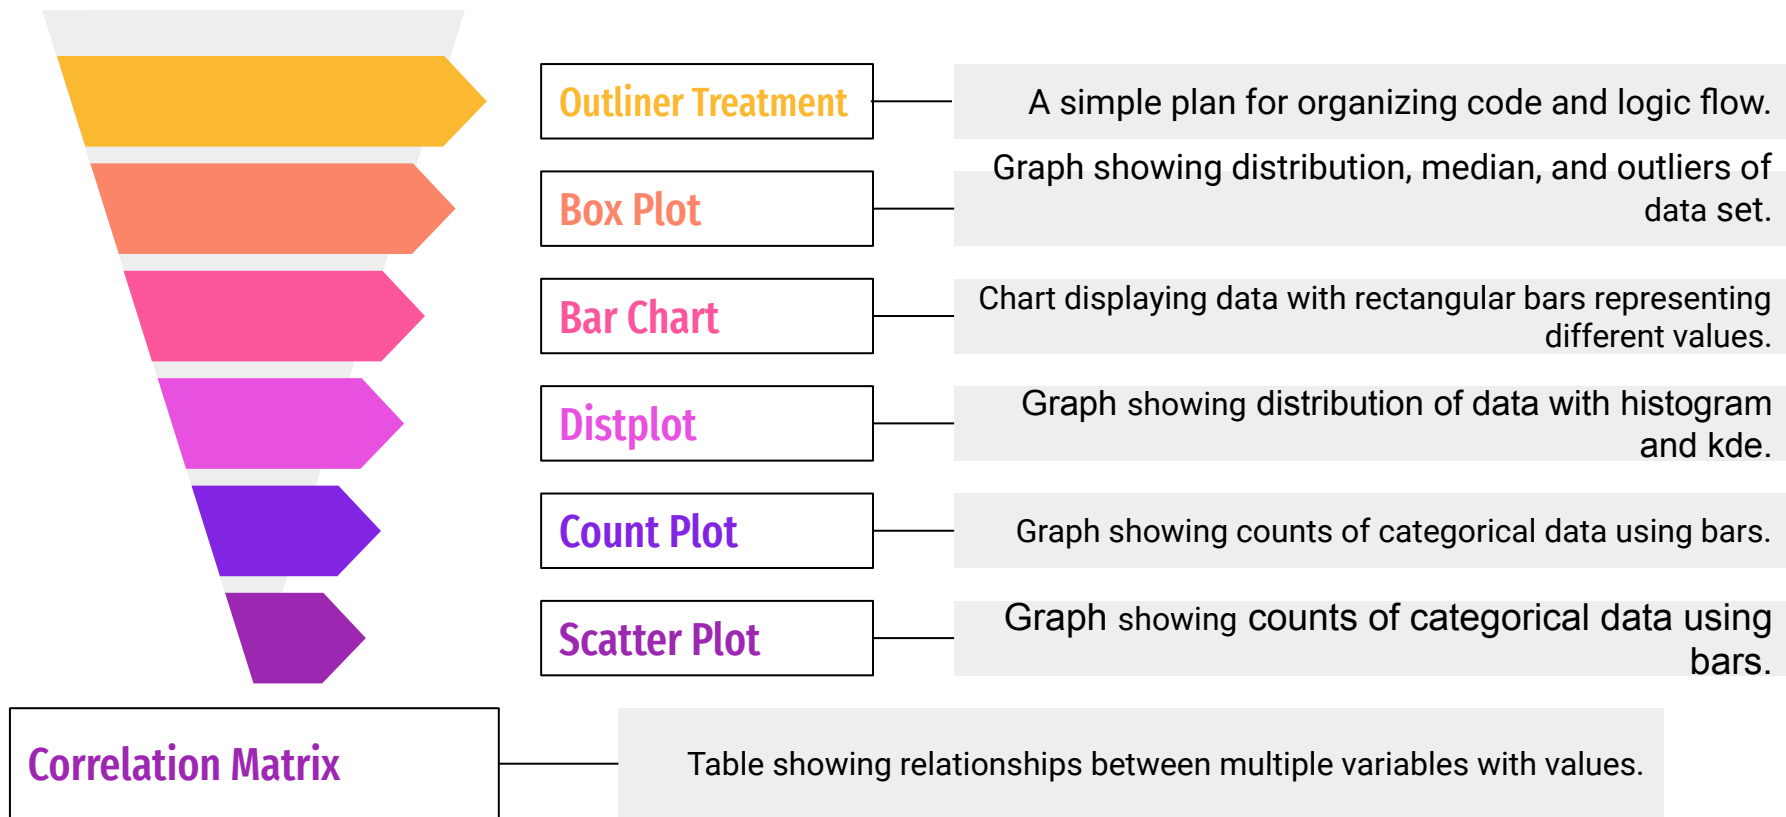 Outliner Treatment
A simple plan for organizing code and logic flow.
Box Plot
Graph showing distribution, median, and outliers of
data set.
Bar Chart
Chart displaying data with rectangular bars representing
different values.
Distplot
Graph showing distribution of data with histogram
and kde.
Count Plot
Graph showing counts of categorical data using bars.
Scatter Plot
Graph showing counts of categorical data using
bars.
Correlation Matrix
Table showing relationships between multiple variables with values.